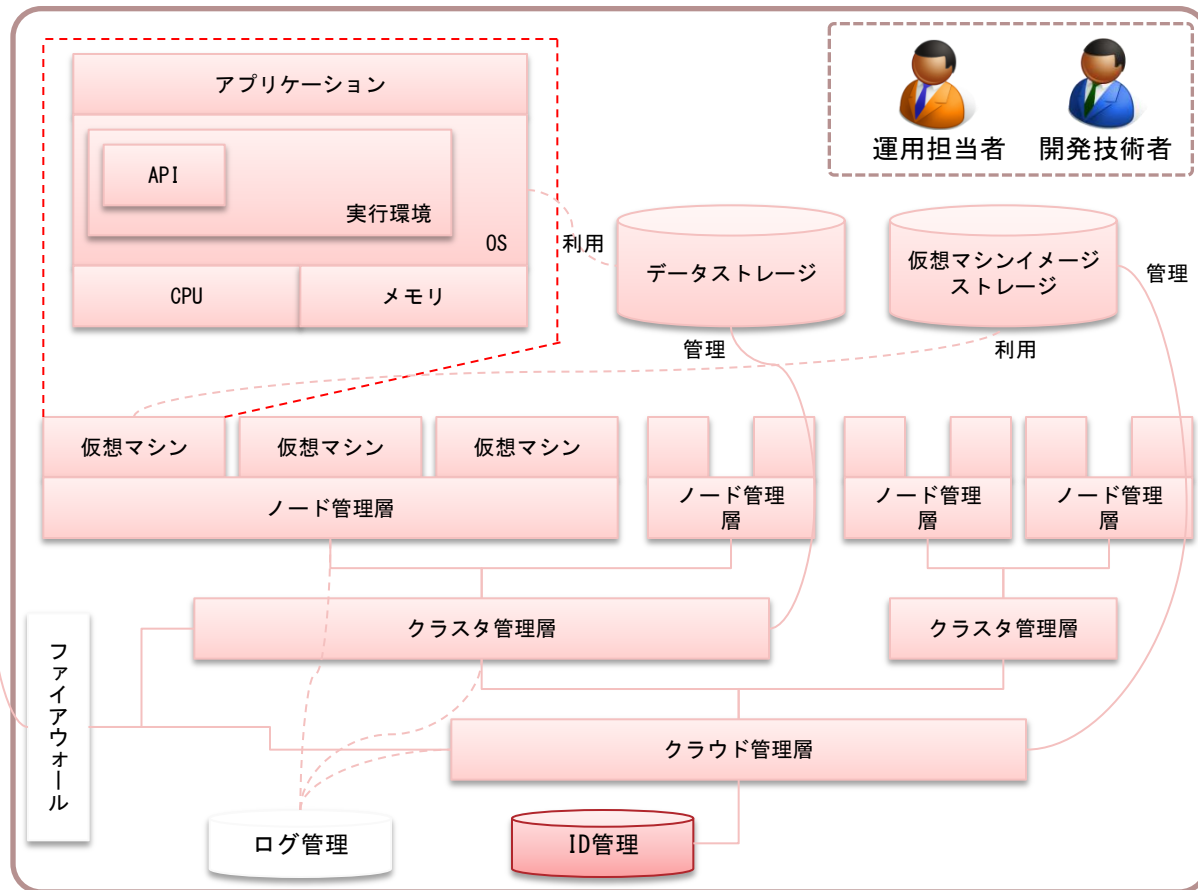 アプリケーション
API
実行環境
OS
CPU
メモリ
運用担当者
開発技術者
利用
データストレージ
仮想マシンイメージ
ストレージ
管理
管理
利用
仮想マシン
仮想マシン
仮想マシン
ノード管理層
ノード管理
層
ノード管理
層
ノード管理
層
クラスタ管理層
クラスタ管理層
ファイアウォール
クラウド管理層
ログ管理
ID管理